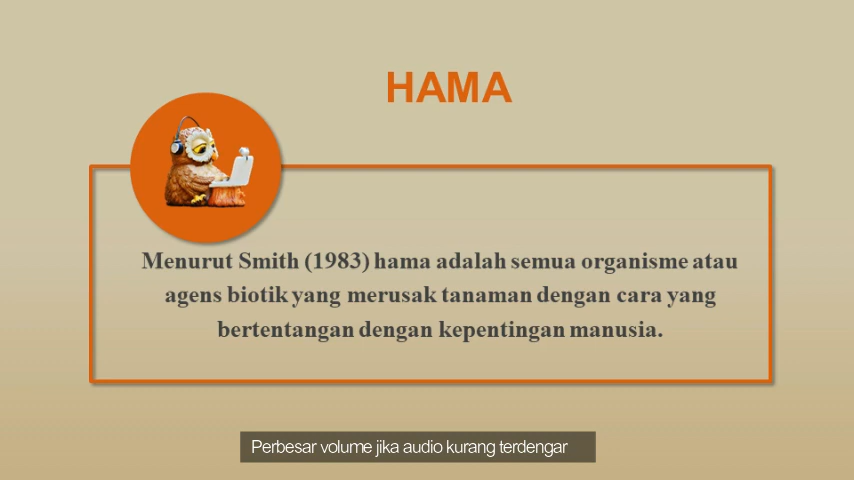 HAMA
Menurut Smith (1983) hama adalah semua organisme atau
agens biotik yang merusak tanaman dengan cara yang
bertentangan dengan kepentingan manusia.
Perbesar volume jika audio kurang terdengar